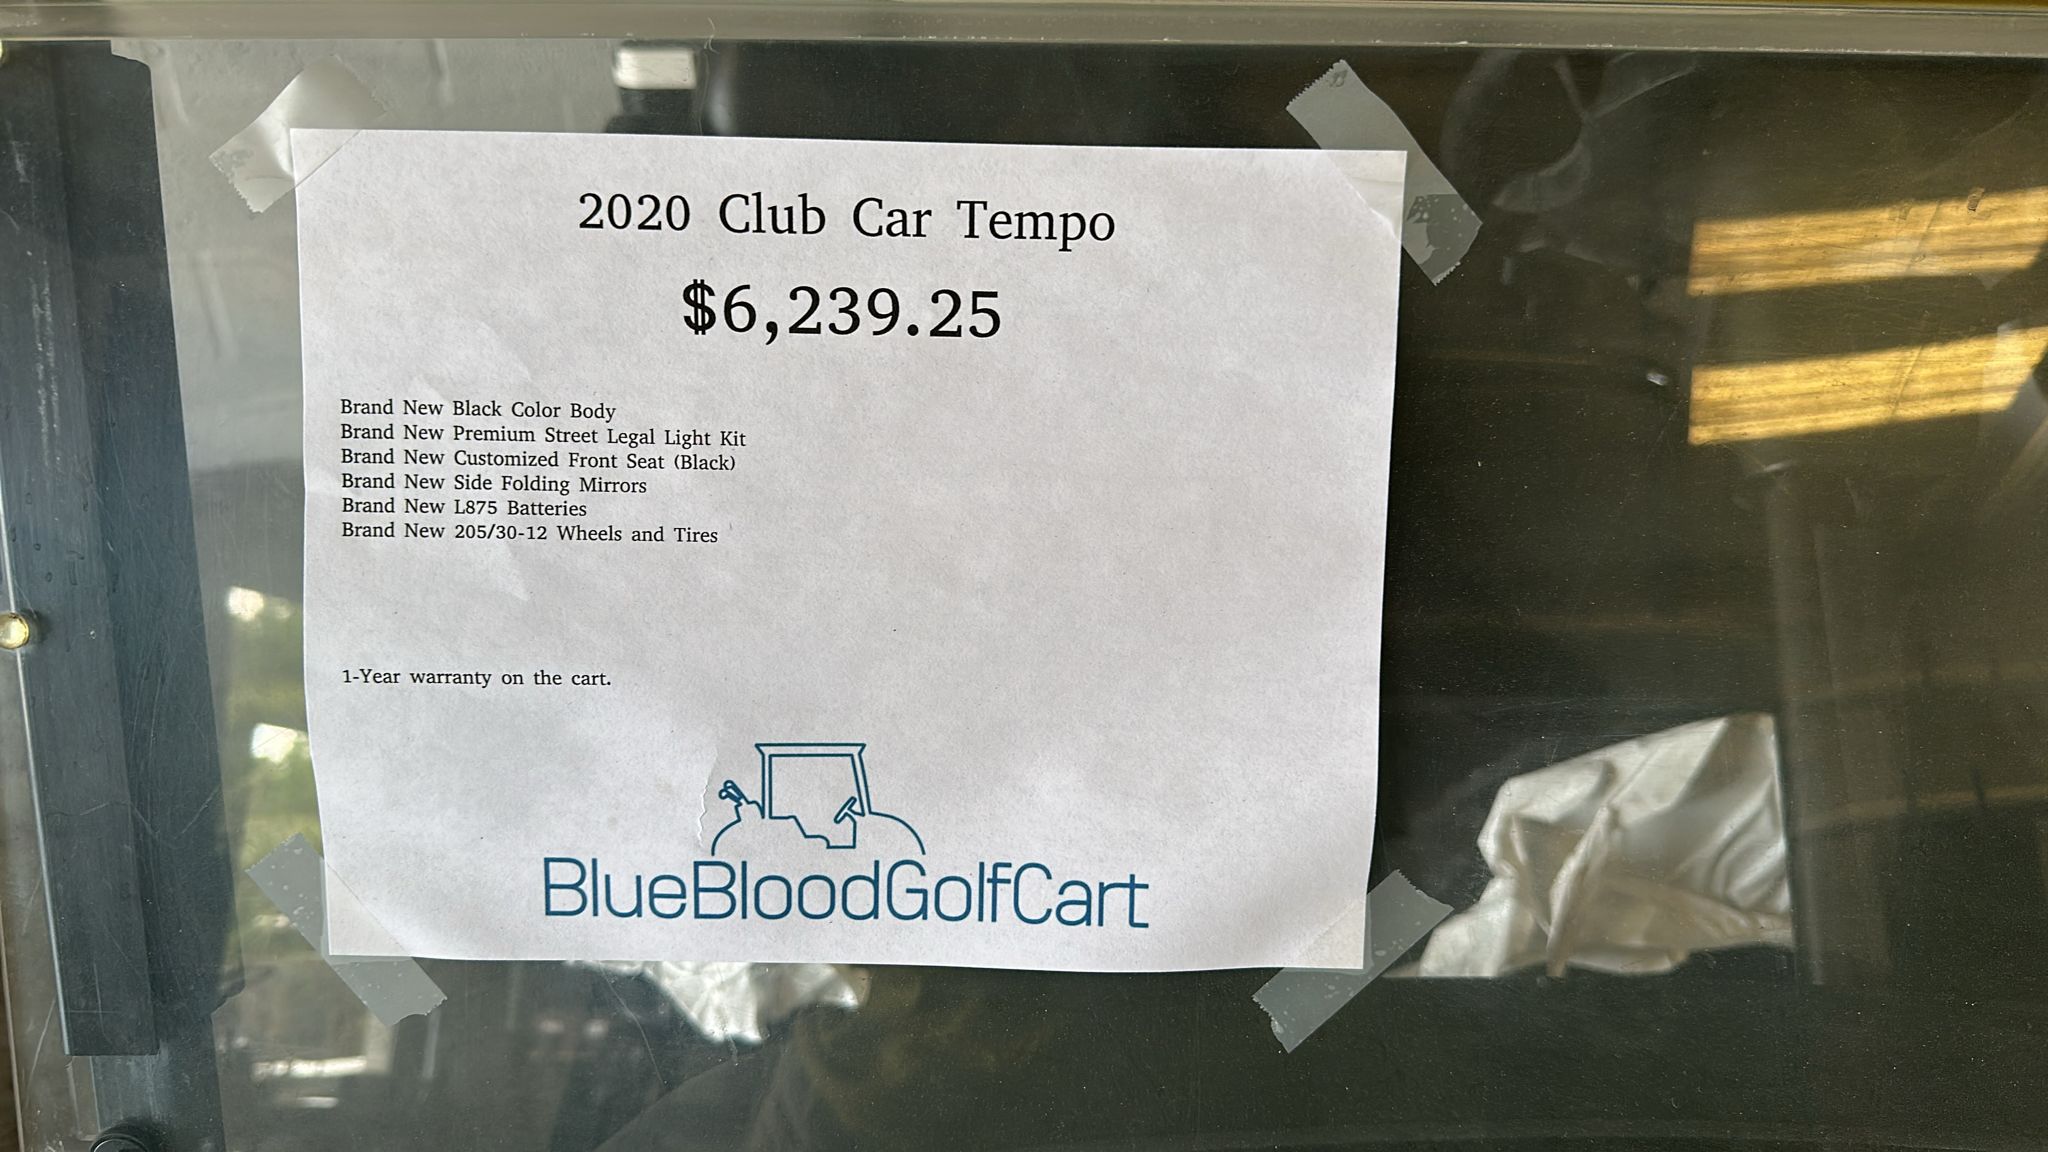 2020 Club Car Tempo
$6,239.25
Brand New Black Color Body
Brand New Premium Street Legal Light Kit
Brand New Customized Front Seat (Black)
Brand New Side Folding Mirrors
Brand New L875 Batteries
Brand New 205/30-12 Wheels and Tires
1-Year warranty on the cart.
BlueBloodGolfCart